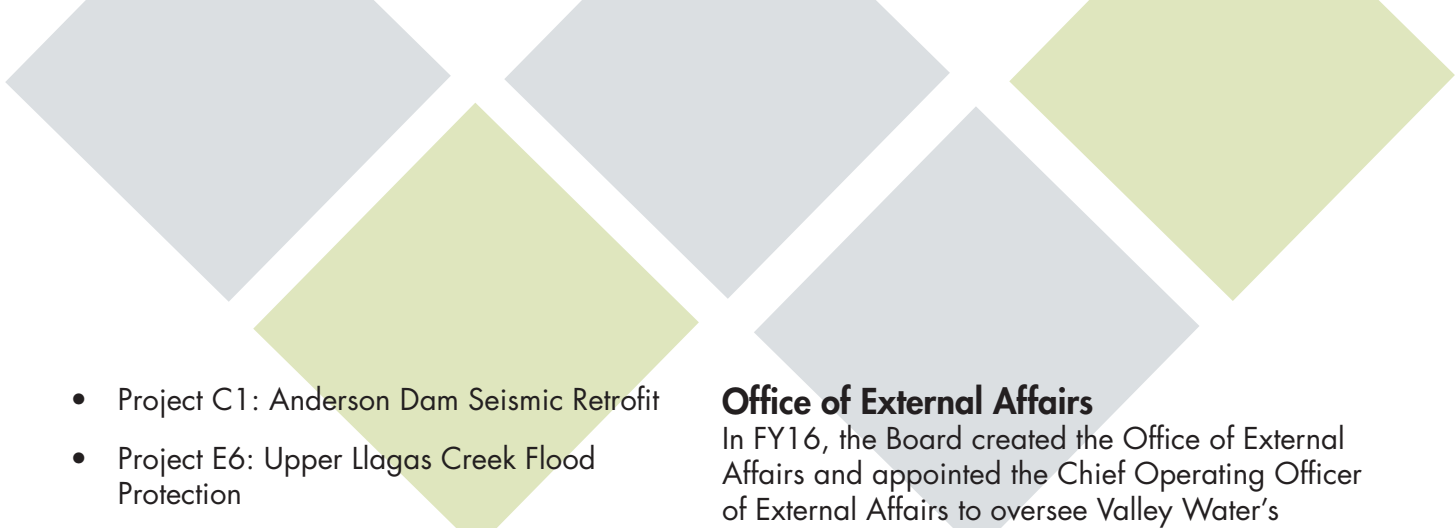 • Project C1: Anderson Dam Seismic Retrofit
• Project E6: Upper Llagas Creek Flood
Protection
Office of External Affairs
In FY16, the Board created the Office of External
Affairs and appointed the Chief Operating Officer
of External Affairs to oversee Valley Water’s